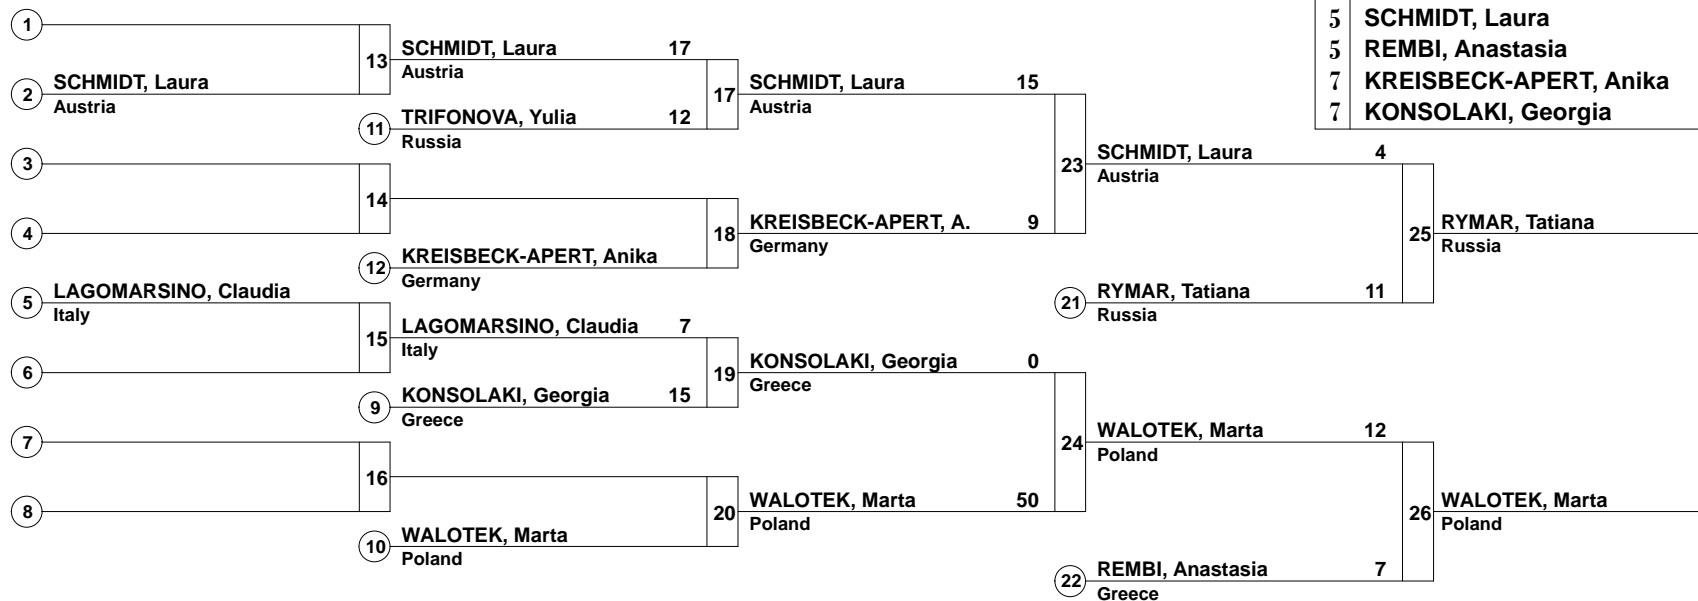 5 SCHMIDT, Laura
5 REMBI, Anastasia
7 KREISBECK-APERT, Anika
7 KONSOLAKI, Georgia
1
2 SCHMIDT, Laura
Austria
3
4
5 LAGOMARSINO, Claudia
Italy
6
7
8
13 SCHMIDT, Laura 17
Austria
11 TRIFONOVA, Yulia 12
Russia
14
12 KREISBECK-APERT, Anika
Germany
15 LAGOMARSINO, Claudia 7
Italy
9 KONSOLAKI, Georgia 15
Greece
16
10 WALOTEK, Marta
Poland
17 SCHMIDT, Laura 15
Austria
18 KREISBECK-APERT, A. 9
Germany
19 KONSOLAKI, Georgia 0
Greece
20 WALOTEK, Marta 50
Poland
23 SCHMIDT, Laura 4
Austria
21 RYMAR, Tatiana 11
Russia
24 WALOTEK, Marta 12
Poland
22 REMBI, Anastasia 7
Greece
25 RYMAR, Tatiana
Russia
26 WALOTEK, Marta
Poland